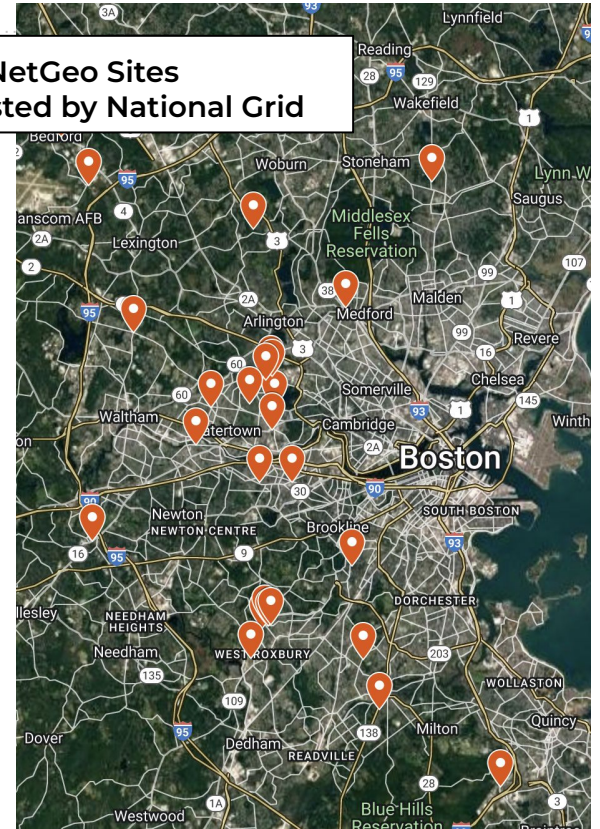 3A
93
Lynnfield
NetGeo Sites
sted by National Grid
Reading
28
95
129
Wakefield
1
Bedford
Woburn
Stoneham
95
Lynn W
Saugus
4
anscom AFB
2A
Lexington
3
Middlesex
Fells
Reservation
2
99
107
38
2A
Malden
1
95
Arlington
Medford
99
Revere
3
16
60
60
Somerville
Chelsea
93
1
145
Waltham
Cambridge
Winth
atertown
2A
on
Boston
30
90
90
SOUTH BOSTON
Newton
NEWTON CENTRE
Brookline
93
16
95
9
DORCHESTER
llesley
NEEDHAM
HEIGHTS
Needham
WEST ROXBURY
203
135
WOLLASTON
109
Quincy
95
138
Milton
Dover
Dedham
READVILLE
28
1A
3
Westwood
Blue Hills
Reservation